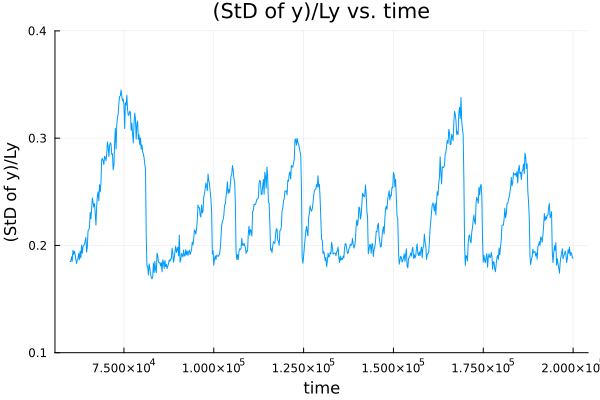 (StD of y)/Ly vs. time
(StD of y)/Ly
0.4
0.3
0.2
0.1
7.500×10⁴ 1.000×10⁵ 1.250×10⁵ 1.500×10⁵ 1.750×10⁵ 2.000×10⁵
time